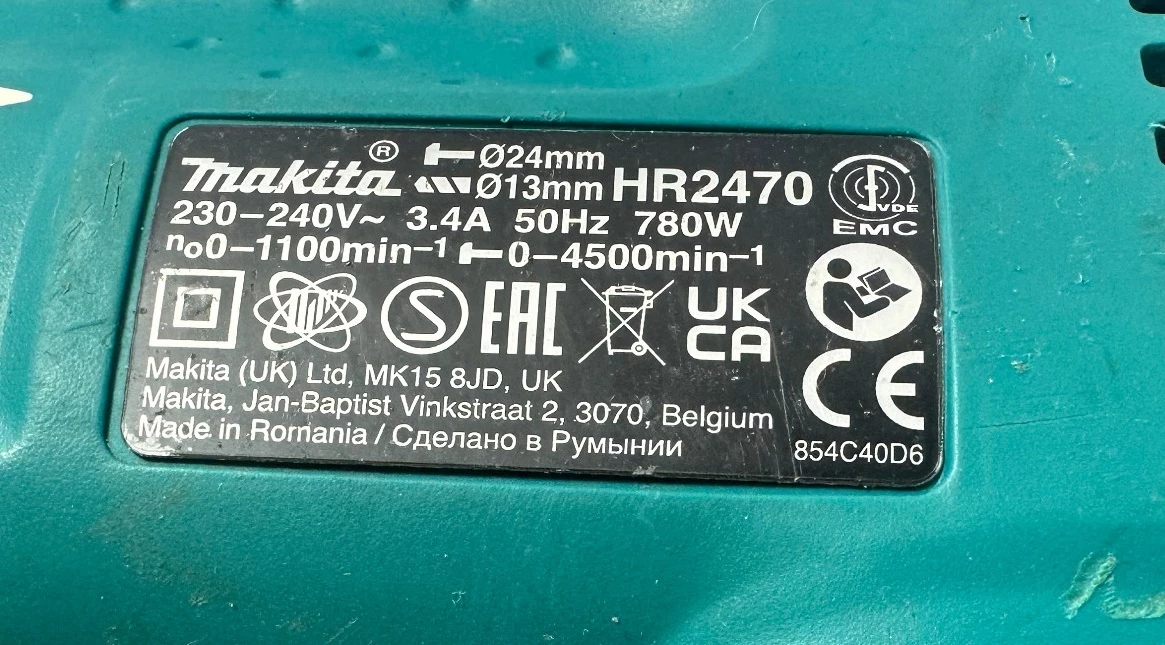 Makita ® Ø24mm
Ø13mm HR2470
230–240V~ 3.4A 50Hz 780W
n₀0–1100min⁻¹ 0–4500min⁻¹
VDE
EMC
S EAC UK CA
CE
Makita (UK) Ltd, MK15 8JD, UK
Makita, Jan-Baptist Vinkstraat 2, 3070, Belgium
Made in Romania / Сделано в Румынии
854C40D6